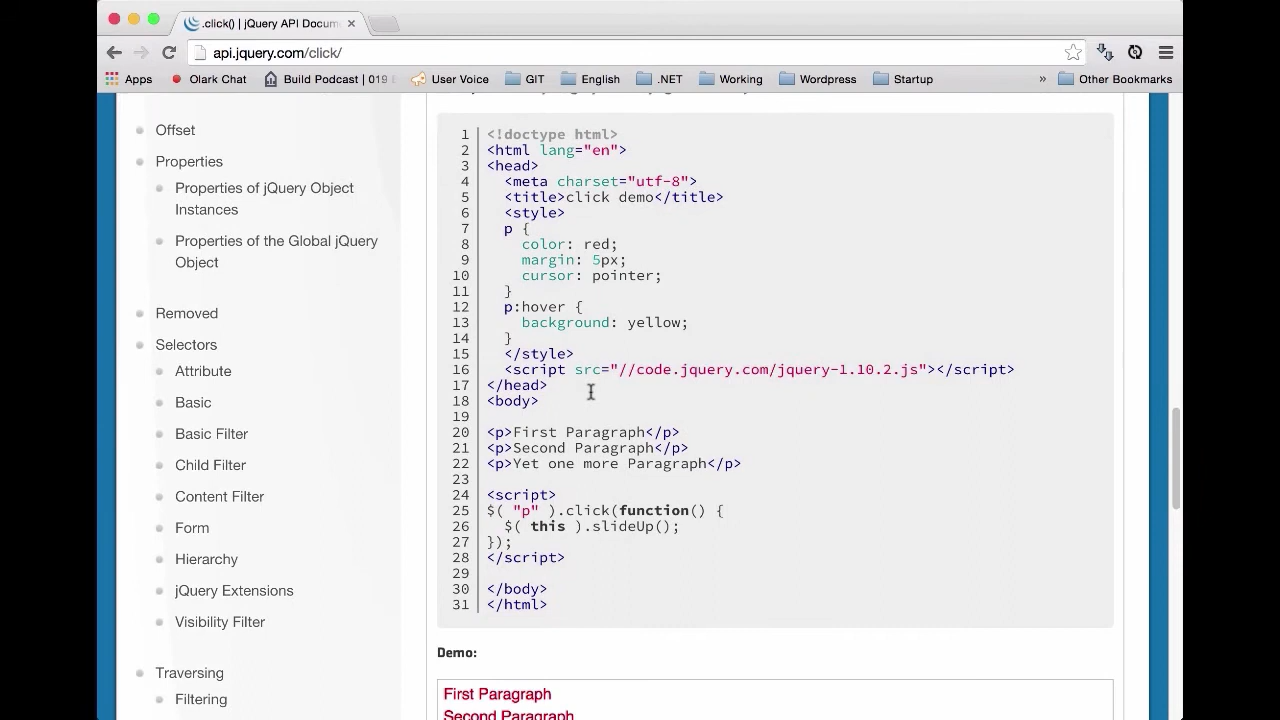 .click() | jQuery API Docum
api.jquery.com/click/
Apps Olark Chat Build Podcast | 019 User Voice GIT English .NET Working Wordpress Startup » Other Bookmarks
Offset
Properties
Properties of jQuery Object
Instances
Properties of the Global jQuery
Object
Removed
Selectors
Attribute
Basic
Basic Filter
Child Filter
Content Filter
Form
Hierarchy
jQuery Extensions
Visibility Filter
Traversing
Filtering
1 <!doctype html>
2 <html lang="en">
3 <head>
4 <meta charset="utf-8">
5 <title>click demo</title>
6 <style>
7 p {
8 color: red;
9 margin: 5px;
10 cursor: pointer;
11 }
12 p:hover {
13 background: yellow;
14 }
15 </style>
16 <script src="//code.jquery.com/jquery-1.10.2.js"></script>
17 </head>
18 <body>
19
20 <p>First Paragraph</p>
21 <p>Second Paragraph</p>
22 <p>Yet one more Paragraph</p>
23
24 <script>
25 $( "p" ).click(function() {
26 $( this ).slideUp();
27 });
28 </script>
29
30 </body>
31 </html>
Demo:
First Paragraph
Second Paragraph